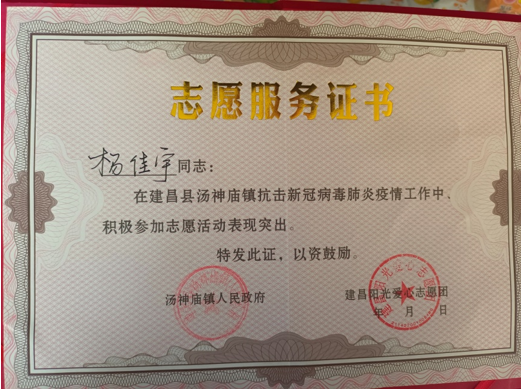 志愿服务证书
杨佳宇同志:
在建昌县汤神庙镇抗击新冠病毒肺炎疫情工作中,
积极参加志愿活动表现突出。
特发此证，以资鼓励。
汤神庙镇人民政府 建昌阳光爱心志愿团
年 月 日